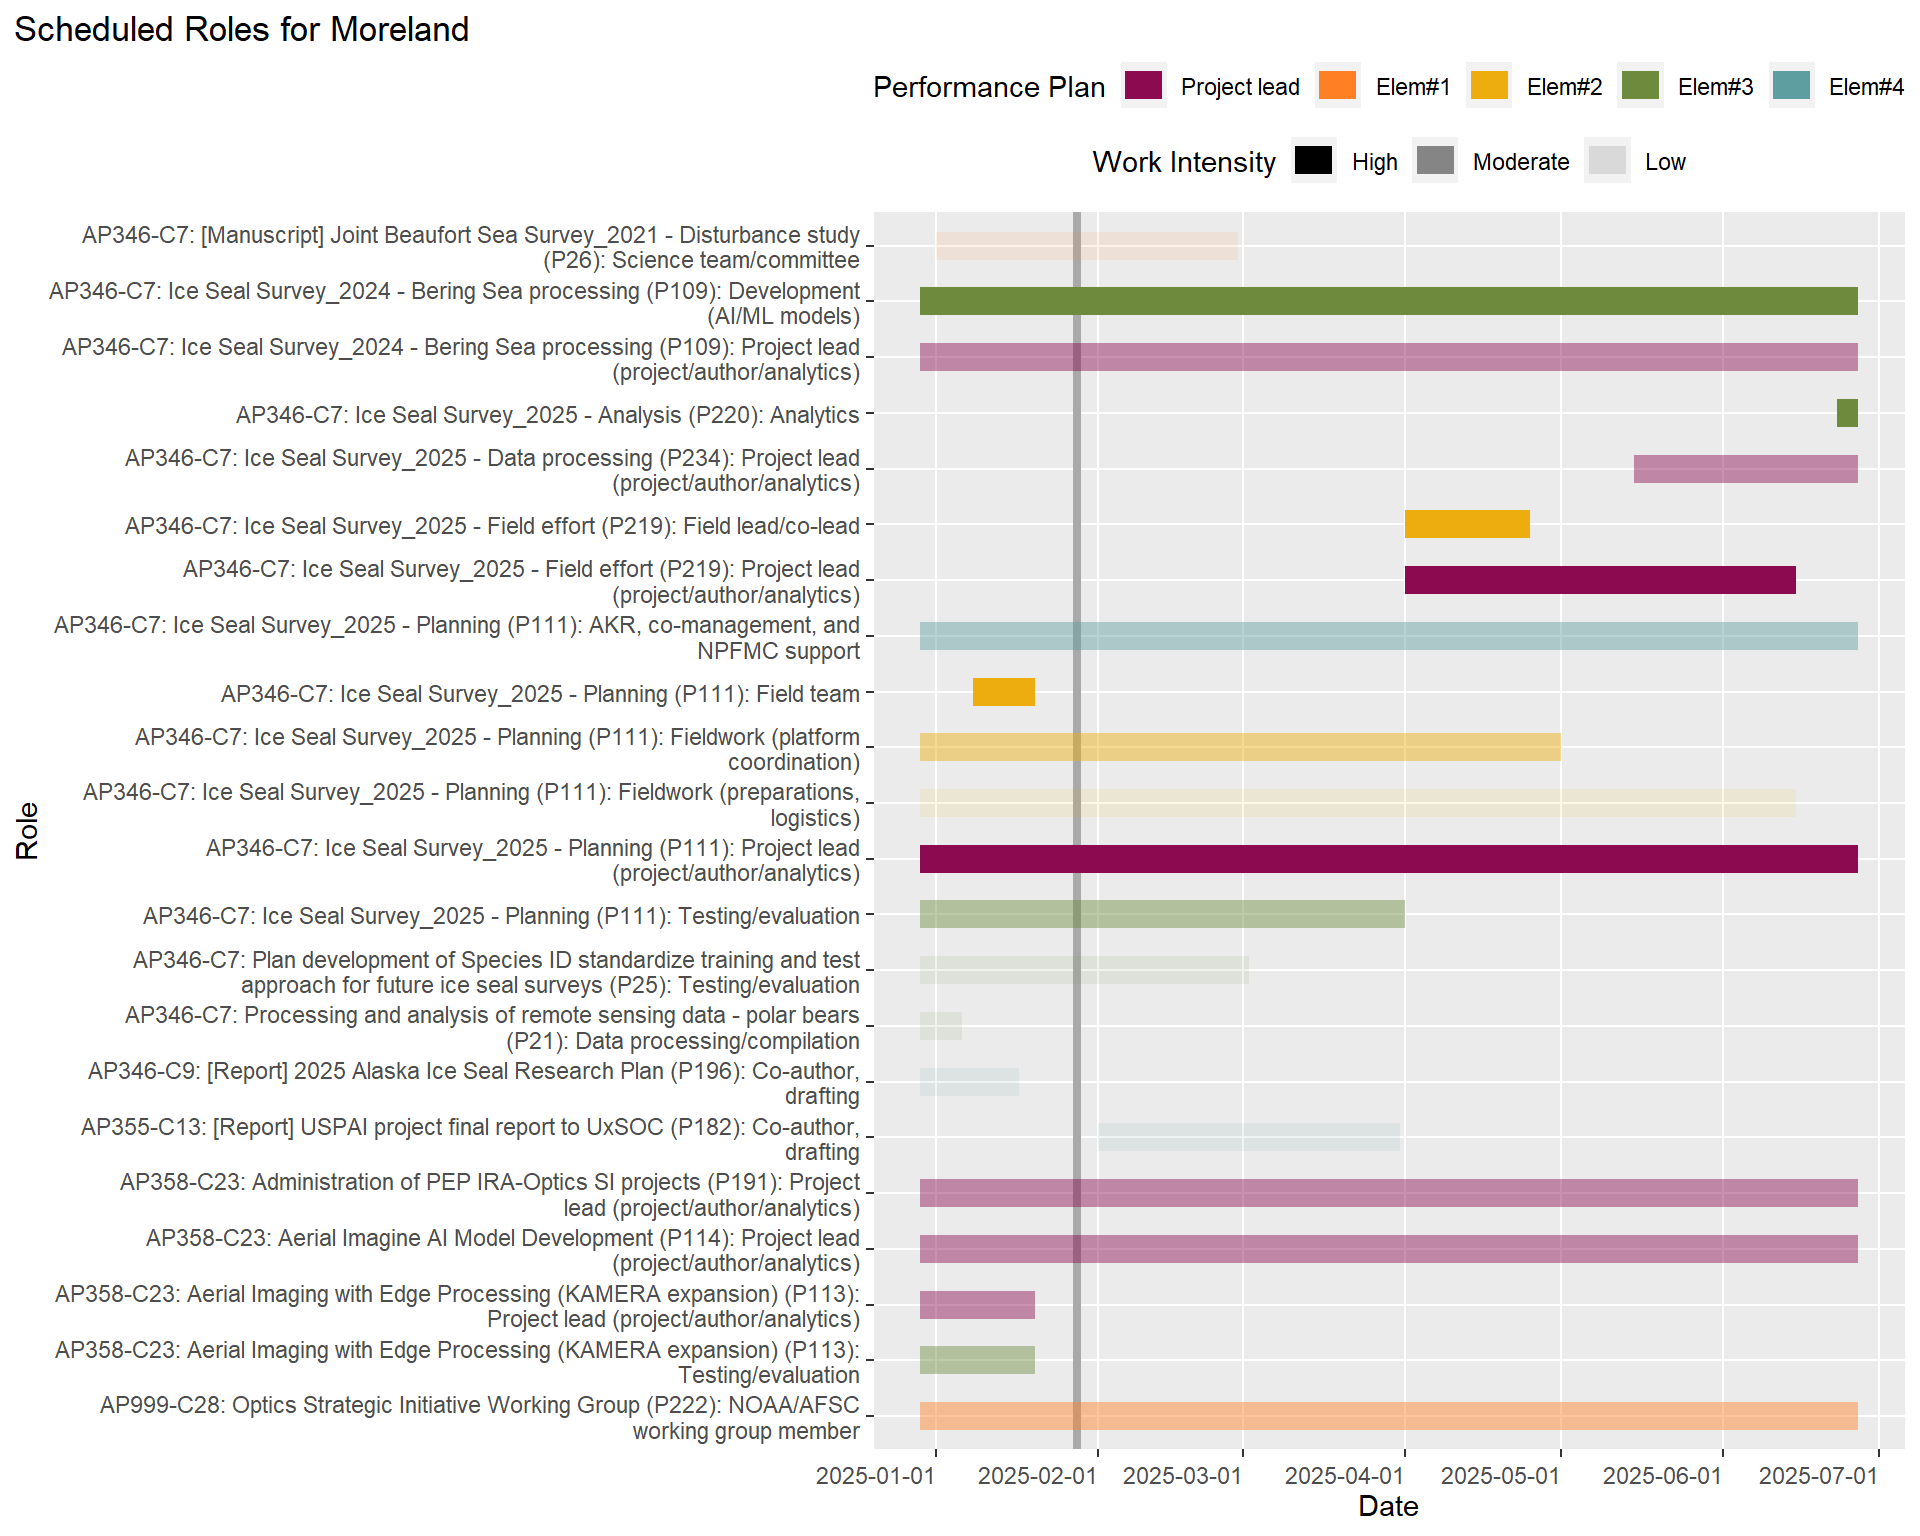 Scheduled Roles for Moreland
Performance Plan Project lead Elem#1 Elem#2 Elem#3 Elem#4
Work Intensity High Moderate Low
AP346-C7: [Manuscript] Joint Beaufort Sea Survey_2021 - Disturbance study
(P26): Science team/committee
AP346-C7: Ice Seal Survey_2024 - Bering Sea processing (P109): Development
(AI/ML models)
AP346-C7: Ice Seal Survey_2024 - Bering Sea processing (P109): Project lead
(project/author/analytics)
AP346-C7: Ice Seal Survey_2025 - Analysis (P220): Analytics
AP346-C7: Ice Seal Survey_2025 - Data processing (P234): Project lead
(project/author/analytics)
AP346-C7: Ice Seal Survey_2025 - Field effort (P219): Field lead/co-lead
AP346-C7: Ice Seal Survey_2025 - Field effort (P219): Project lead
(project/author/analytics)
AP346-C7: Ice Seal Survey_2025 - Planning (P111): AKR, co-management, and
NPFMC support
AP346-C7: Ice Seal Survey_2025 - Planning (P111): Field team
AP346-C7: Ice Seal Survey_2025 - Planning (P111): Fieldwork (platform
coordination)
AP346-C7: Ice Seal Survey_2025 - Planning (P111): Fieldwork (preparations,
logistics)
AP346-C7: Ice Seal Survey_2025 - Planning (P111): Project lead
(project/author/analytics)
AP346-C7: Ice Seal Survey_2025 - Planning (P111): Testing/evaluation
AP346-C7: Plan development of Species ID standardize training and test
approach for future ice seal surveys (P25): Testing/evaluation
AP346-C7: Processing and analysis of remote sensing data - polar bears
(P21): Data processing/compilation
AP346-C9: [Report] 2025 Alaska Ice Seal Research Plan (P196): Co-author,
drafting
AP355-C13: [Report] USPAI project final report to UxSOC (P182): Co-author,
drafting
AP358-C23: Administration of PEP IRA-Optics SI projects (P191): Project
lead (project/author/analytics)
AP358-C23: Aerial Imagine AI Model Development (P114): Project lead
(project/author/analytics)
AP358-C23: Aerial Imaging with Edge Processing (KAMERA expansion) (P113):
Project lead (project/author/analytics)
AP358-C23: Aerial Imaging with Edge Processing (KAMERA expansion) (P113):
Testing/evaluation
AP999-C28: Optics Strategic Initiative Working Group (P222): NOAA/AFSC
working group member
Role
2025-01-01 2025-02-01 2025-03-01 2025-04-01 2025-05-01 2025-06-01 2025-07-01
Date